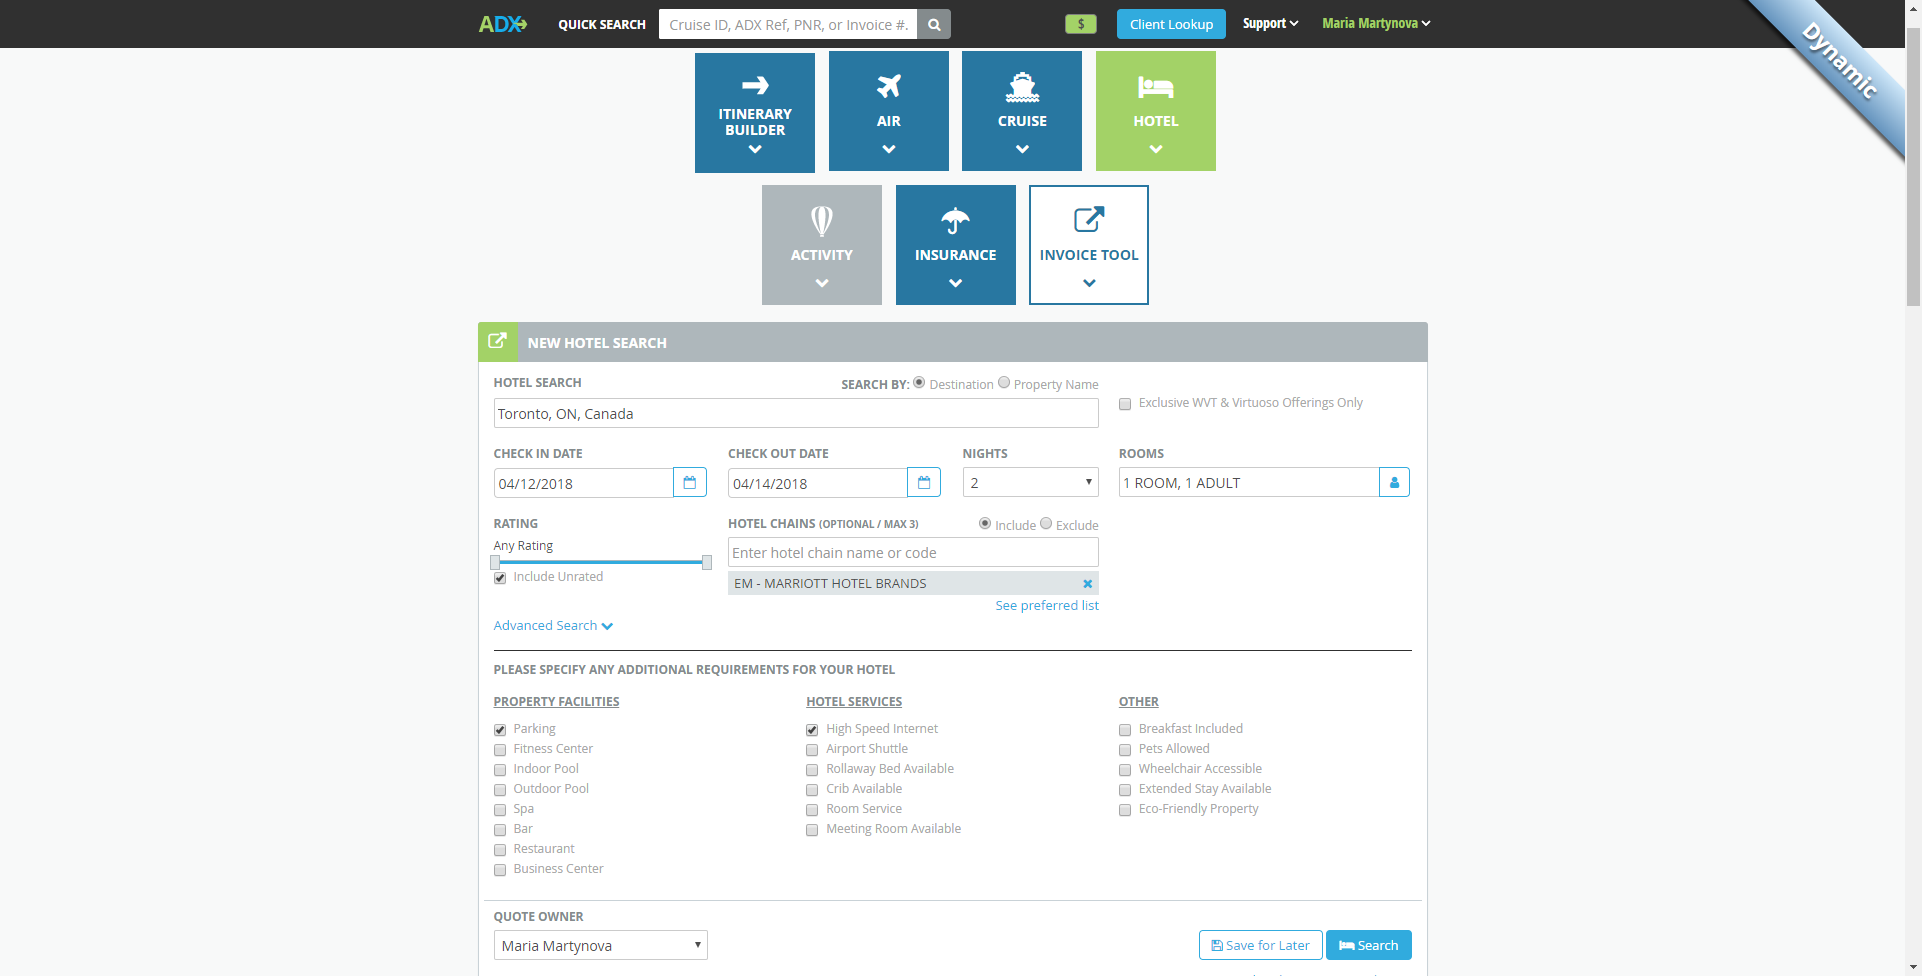 ADX QUICK SEARCH Cruise ID, ADX Ref, PNR, or Invoice #. $ Client Lookup Support Maria Martynova
Dynamic
ITINERARY
BUILDER
AIR
CRUISE
HOTEL
ACTIVITY
INSURANCE
INVOICE TOOL
NEW HOTEL SEARCH
HOTEL SEARCH SEARCH BY: Destination Property Name
Toronto, ON, Canada
Exclusive WVT & Virtuoso Offerings Only
CHECK IN DATE CHECK OUT DATE NIGHTS ROOMS
04/12/2018 04/14/2018 2 1 ROOM, 1 ADULT
RATING HOTEL CHAINS (OPTIONAL / MAX 3) Include Exclude
Any Rating
Enter hotel chain name or code
Include Unrated
EM - MARRIOTT HOTEL BRANDS
See preferred list
Advanced Search
PLEASE SPECIFY ANY ADDITIONAL REQUIREMENTS FOR YOUR HOTEL
PROPERTY FACILITIES HOTEL SERVICES OTHER
Parking High Speed Internet Breakfast Included
Fitness Center Airport Shuttle Pets Allowed
Indoor Pool Rollaway Bed Available Wheelchair Accessible
Outdoor Pool Crib Available Extended Stay Available
Spa Room Service Eco-Friendly Property
Bar Meeting Room Available
Restaurant
Business Center
QUOTE OWNER
Maria Martynova Save for Later Search